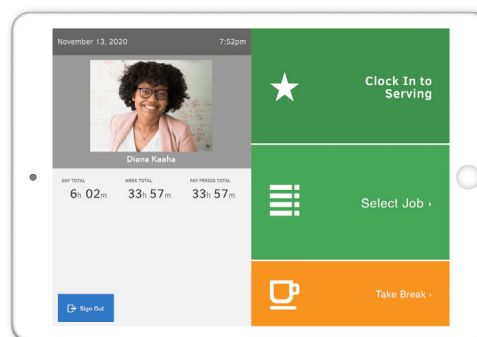 November 13, 2020 7:52pm
Diana Kaaha
DAY TOTAL WEEK TOTAL PAY PERIOD TOTAL
6h 02m 33h 57m 33h 57m
Sign Out
Clock In to
Serving
Select Job ›
Take Break ›